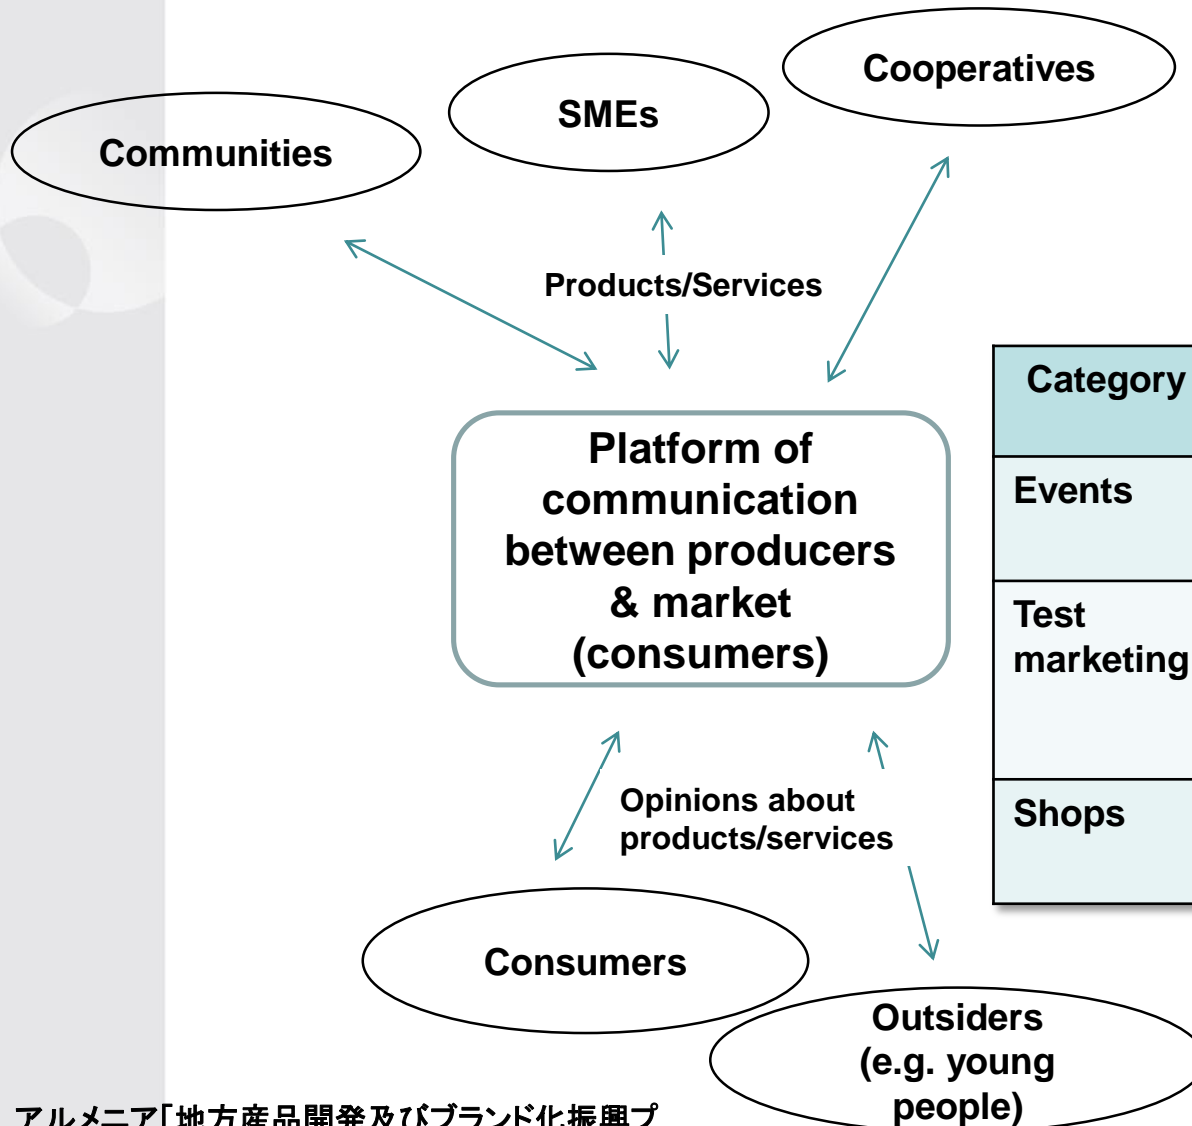 Cooperatives
SMEs
Communities
Products/Services
Platform of
communication
between producers
& market
(consumers)
Category
Events
Test
marketing
Shops
Opinions about
products/services
Consumers
Outsiders
(e.g. young
people)
アルメニア「地方産品開発及びブランド化振興プ